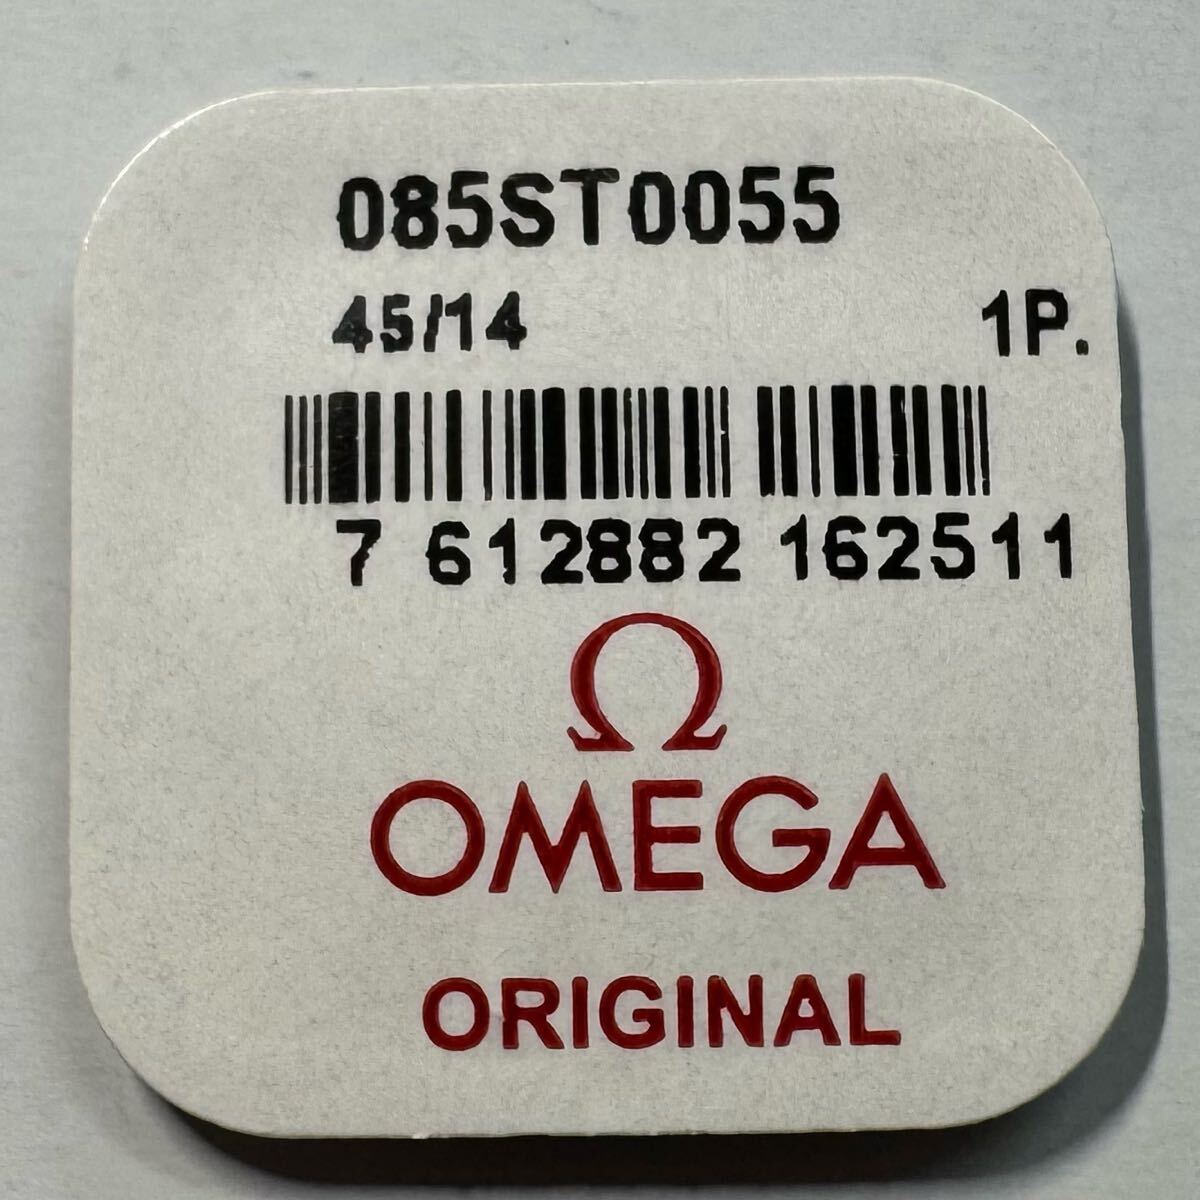 085ST0055
45/14 1P.
7 612882 162511
Ω
OMEGA
ORIGINAL